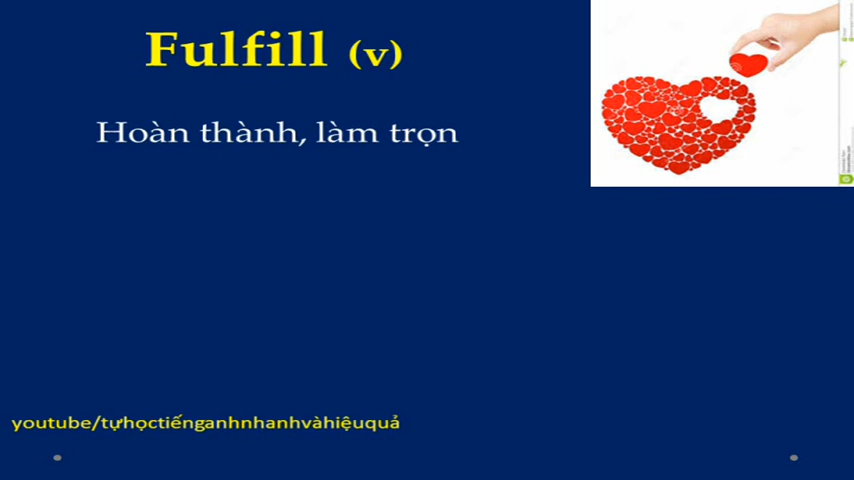 Fulfill (v)
Hoàn thành, làm trọn
youtube/tựhọctiếnganhnhanhvàhiệuquả